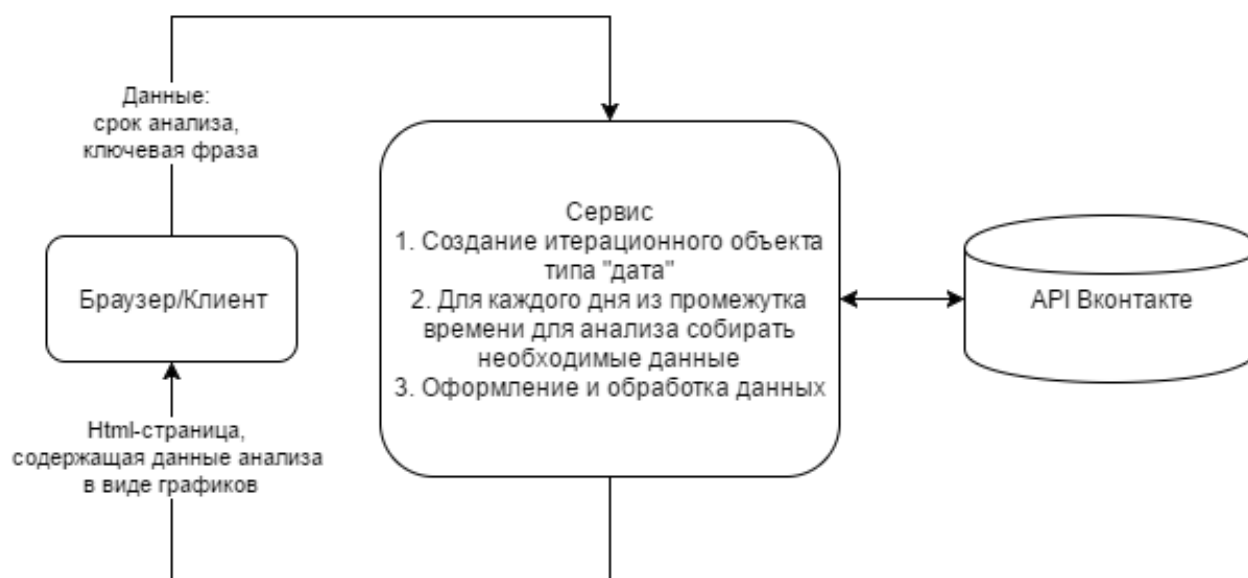 Данные:
срок анализа,
ключевая фраза
Сервис
1. Создание итерационного объекта
типа "дата"
2. Для каждого дня из промежутка
времени для анализа собирать
необходимые данные
3. Оформление и обработка данных
Браузер/Клиент
API Вконтакте
Html-страница,
содержащая данные анализа
в виде графиков